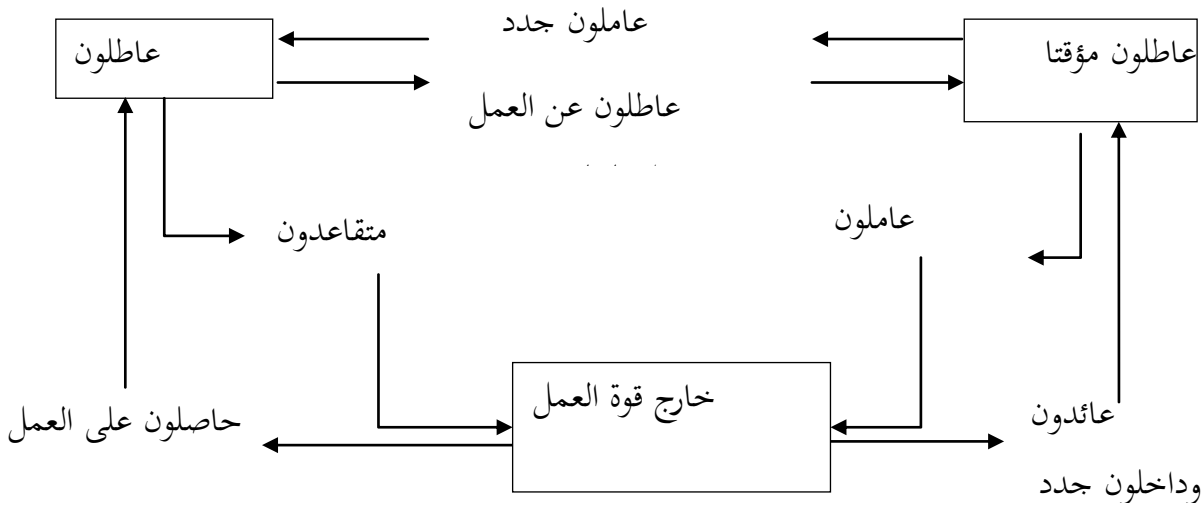 عاملون جدد
عاطلون مؤقتا
عاطلون
عاطلون عن العمل
عاملون
متقاعدون
خارج قوة العمل
حاصلون على العمل
عائدون
وداخلون جدد